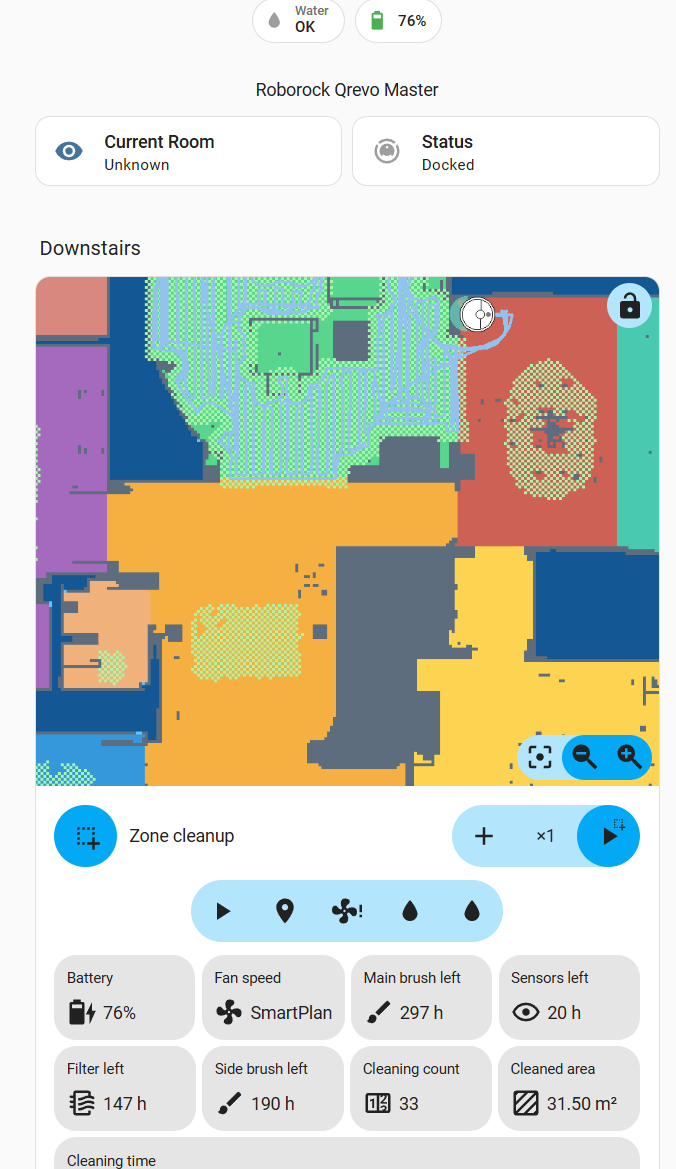 Water
OK
76%
Roborock Qrevo Master
Current Room
Unknown
Status
Docked
Downstairs
Zone cleanup
×1
Battery
76%
Fan speed
SmartPlan
Main brush left
297 h
Sensors left
20 h
Filter left
147 h
Side brush left
190 h
Cleaning count
33
Cleaned area
31.50 m²
Cleaning time